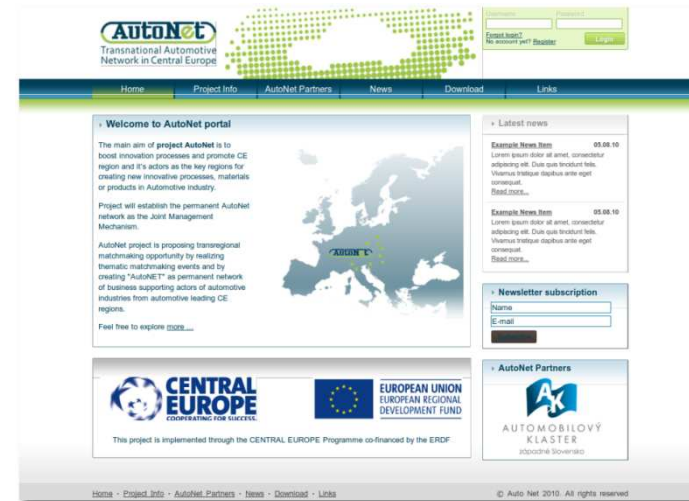 AutoNet
Transnational Automotive
Network in Central Europe
Username Password
Forgot login?
No account yet? Register
Login
Home Project Info AutoNet Partners News Download Links
Welcome to AutoNet portal
The main aim of project AutoNet is to
boost innovation processes and promote CE
region and it's actors as the key regions for
creating new innovative processes, materials
or products in Automotive industry.
Project will establish the permanent AutoNet
network as the Joint Management
Mechanism.
AutoNet project is proposing transregional
matchmaking opportunity by realizing
thematic matchmaking events and by
creating "AutoNET" as permanent network
of business supporting actors of automotive
industries from automotive leading CE
regions.
Feel free to explore more ...
AutoNet
Latest news
Example News Item 05.08.10
Lorem ipsum dolor sit amet, consectetur
adipiscing elit. Duis quis tincidunt felis.
Vivamus tristique dapibus ante eget
consequat.
Read more...
Example News Item 05.08.10
Lorem ipsum dolor sit amet, consectetur
adipiscing elit. Duis quis tincidunt felis.
Vivamus tristique dapibus ante eget
consequat.
Read more...
Newsletter subscription
Name
E-mail
CENTRAL
EUROPE
COOPERATING FOR SUCCESS.
EUROPEAN UNION
EUROPEAN REGIONAL
DEVELOPMENT FUND
This project is implemented through the CENTRAL EUROPE Programme co-financed by the ERDF
AutoNet Partners
AK
AUTOMOBILOVÝ
KLASTER
západné Slovensko
Home - Project Info - AutoNet Partners - News - Download - Links
© Auto Net 2010. All rights reserved